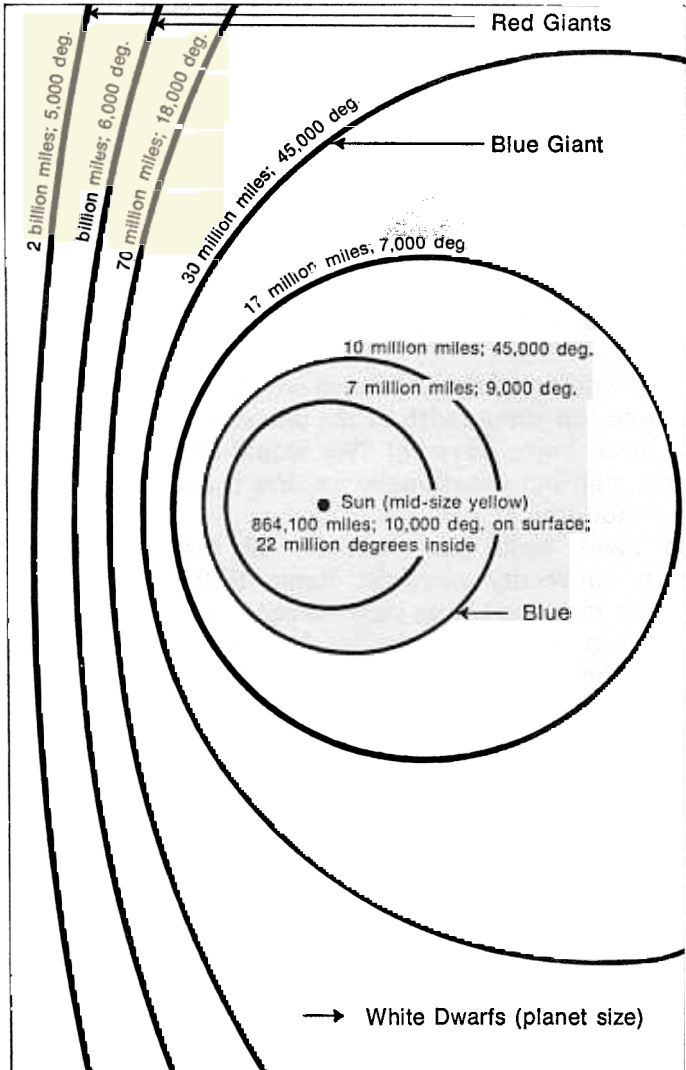 Red Giants
2 billion miles; 5,000 deg.
billion miles; 6,000 deg.
70 million miles; 18,000 deg.
30 million miles; 45,000 deg.
Blue Giant
17 million miles; 7,000 deg.
10 million miles; 45,000 deg.
7 million miles; 9,000 deg.
Sun (mid-size yellow)
864,100 miles; 10,000 deg. on surface;
22 million degrees inside
Blue
White Dwarfs (planet size)